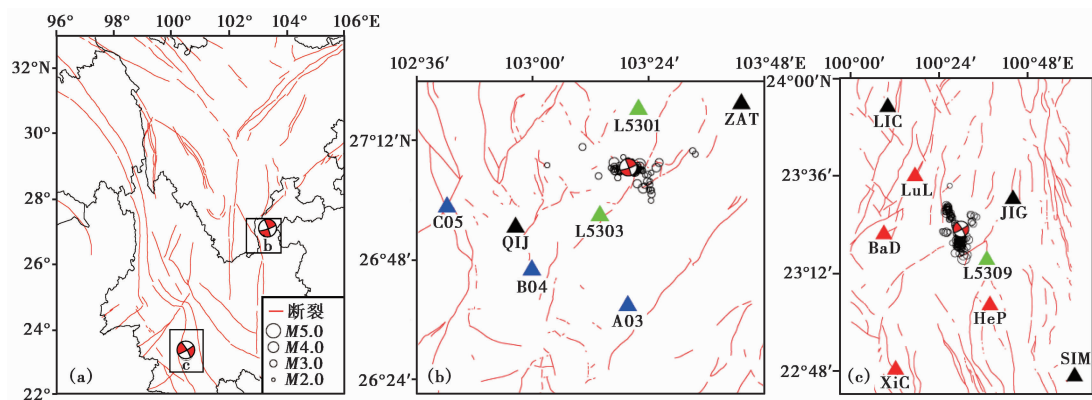 96° 98° 100° 102° 104° 106°E
32°N
30°
28°
26°
24°
22°
b
c
断裂
M5.0
M4.0
M3.0
M2.0
(a)
102°36′ 103°00′ 103°24′ 103°48′E
27°12′N
26°48′
26°24′
L5301
ZAT
C05
QIJ
L5303
B04
A03
(b)
100°00′ 100°24′ 100°48′E
24°00′N
23°36′
23°12′
22°48′
LIC
LuL
JIG
BaD
L5309
HeP
SIM
XiC
(c)